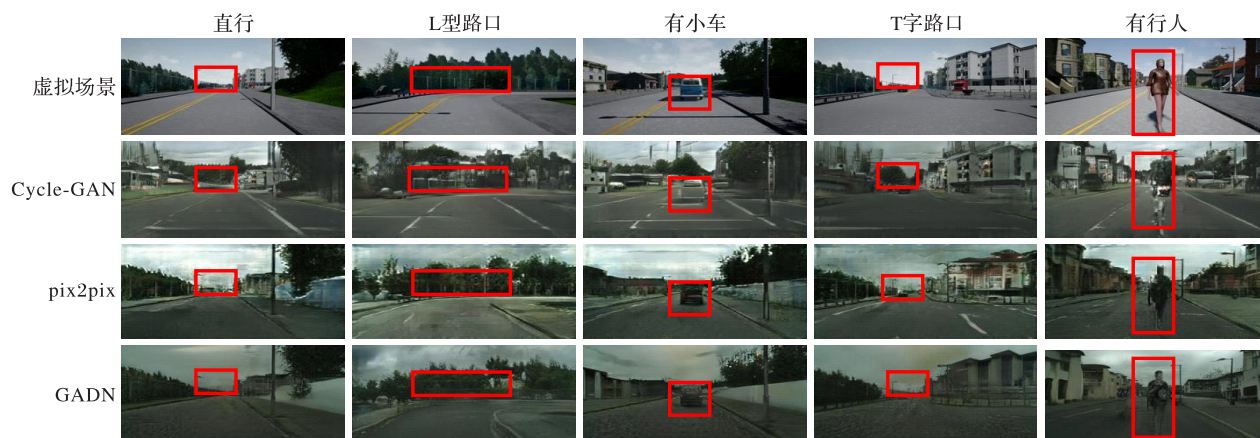 直行 L型路口 有小车 T字路口 有行人
虚拟场景
Cycle-GAN
pix2pix
GADN